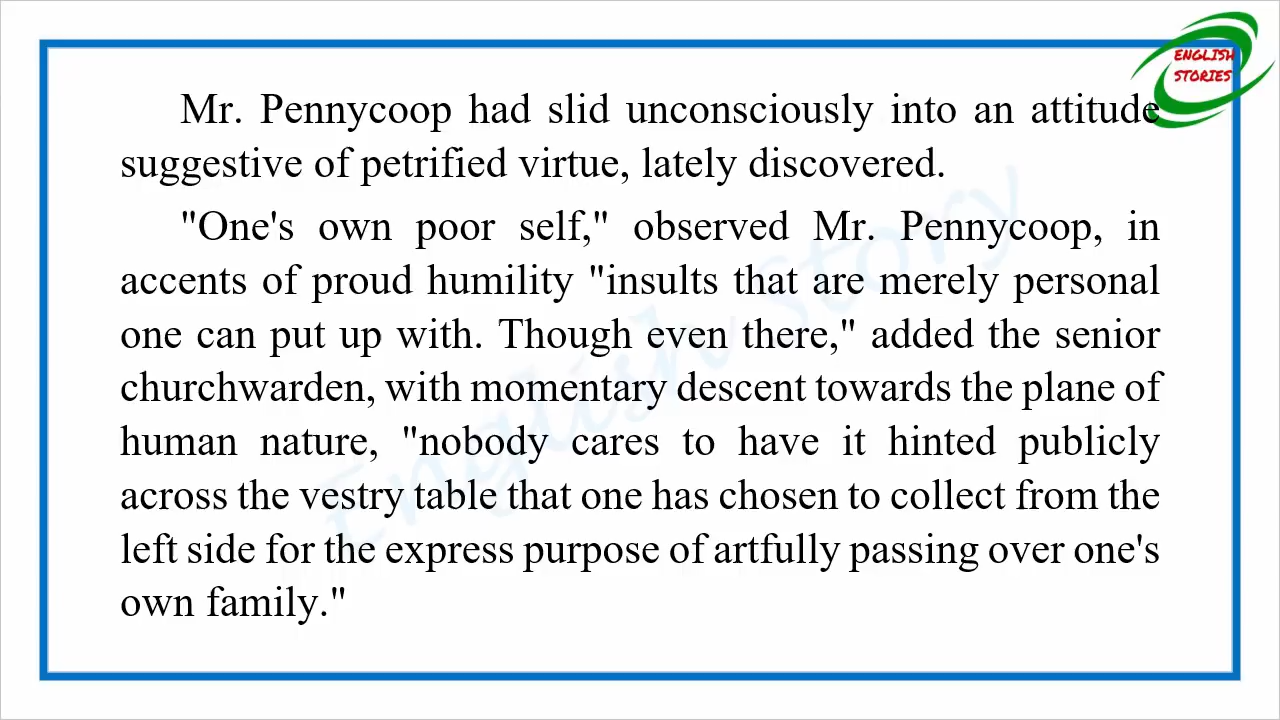 ENGLISH
STORIES
Mr. Pennycoop had slid unconsciously into an attitude
suggestive of petrified virtue, lately discovered.
"One's own poor self," observed Mr. Pennycoop, in
accents of proud humility "insults that are merely personal
one can put up with. Though even there," added the senior
churchwarden, with momentary descent towards the plane of
human nature, "nobody cares to have it hinted publicly
across the vestry table that one has chosen to collect from the
left side for the express purpose of artfully passing over one's
own family."
English Story